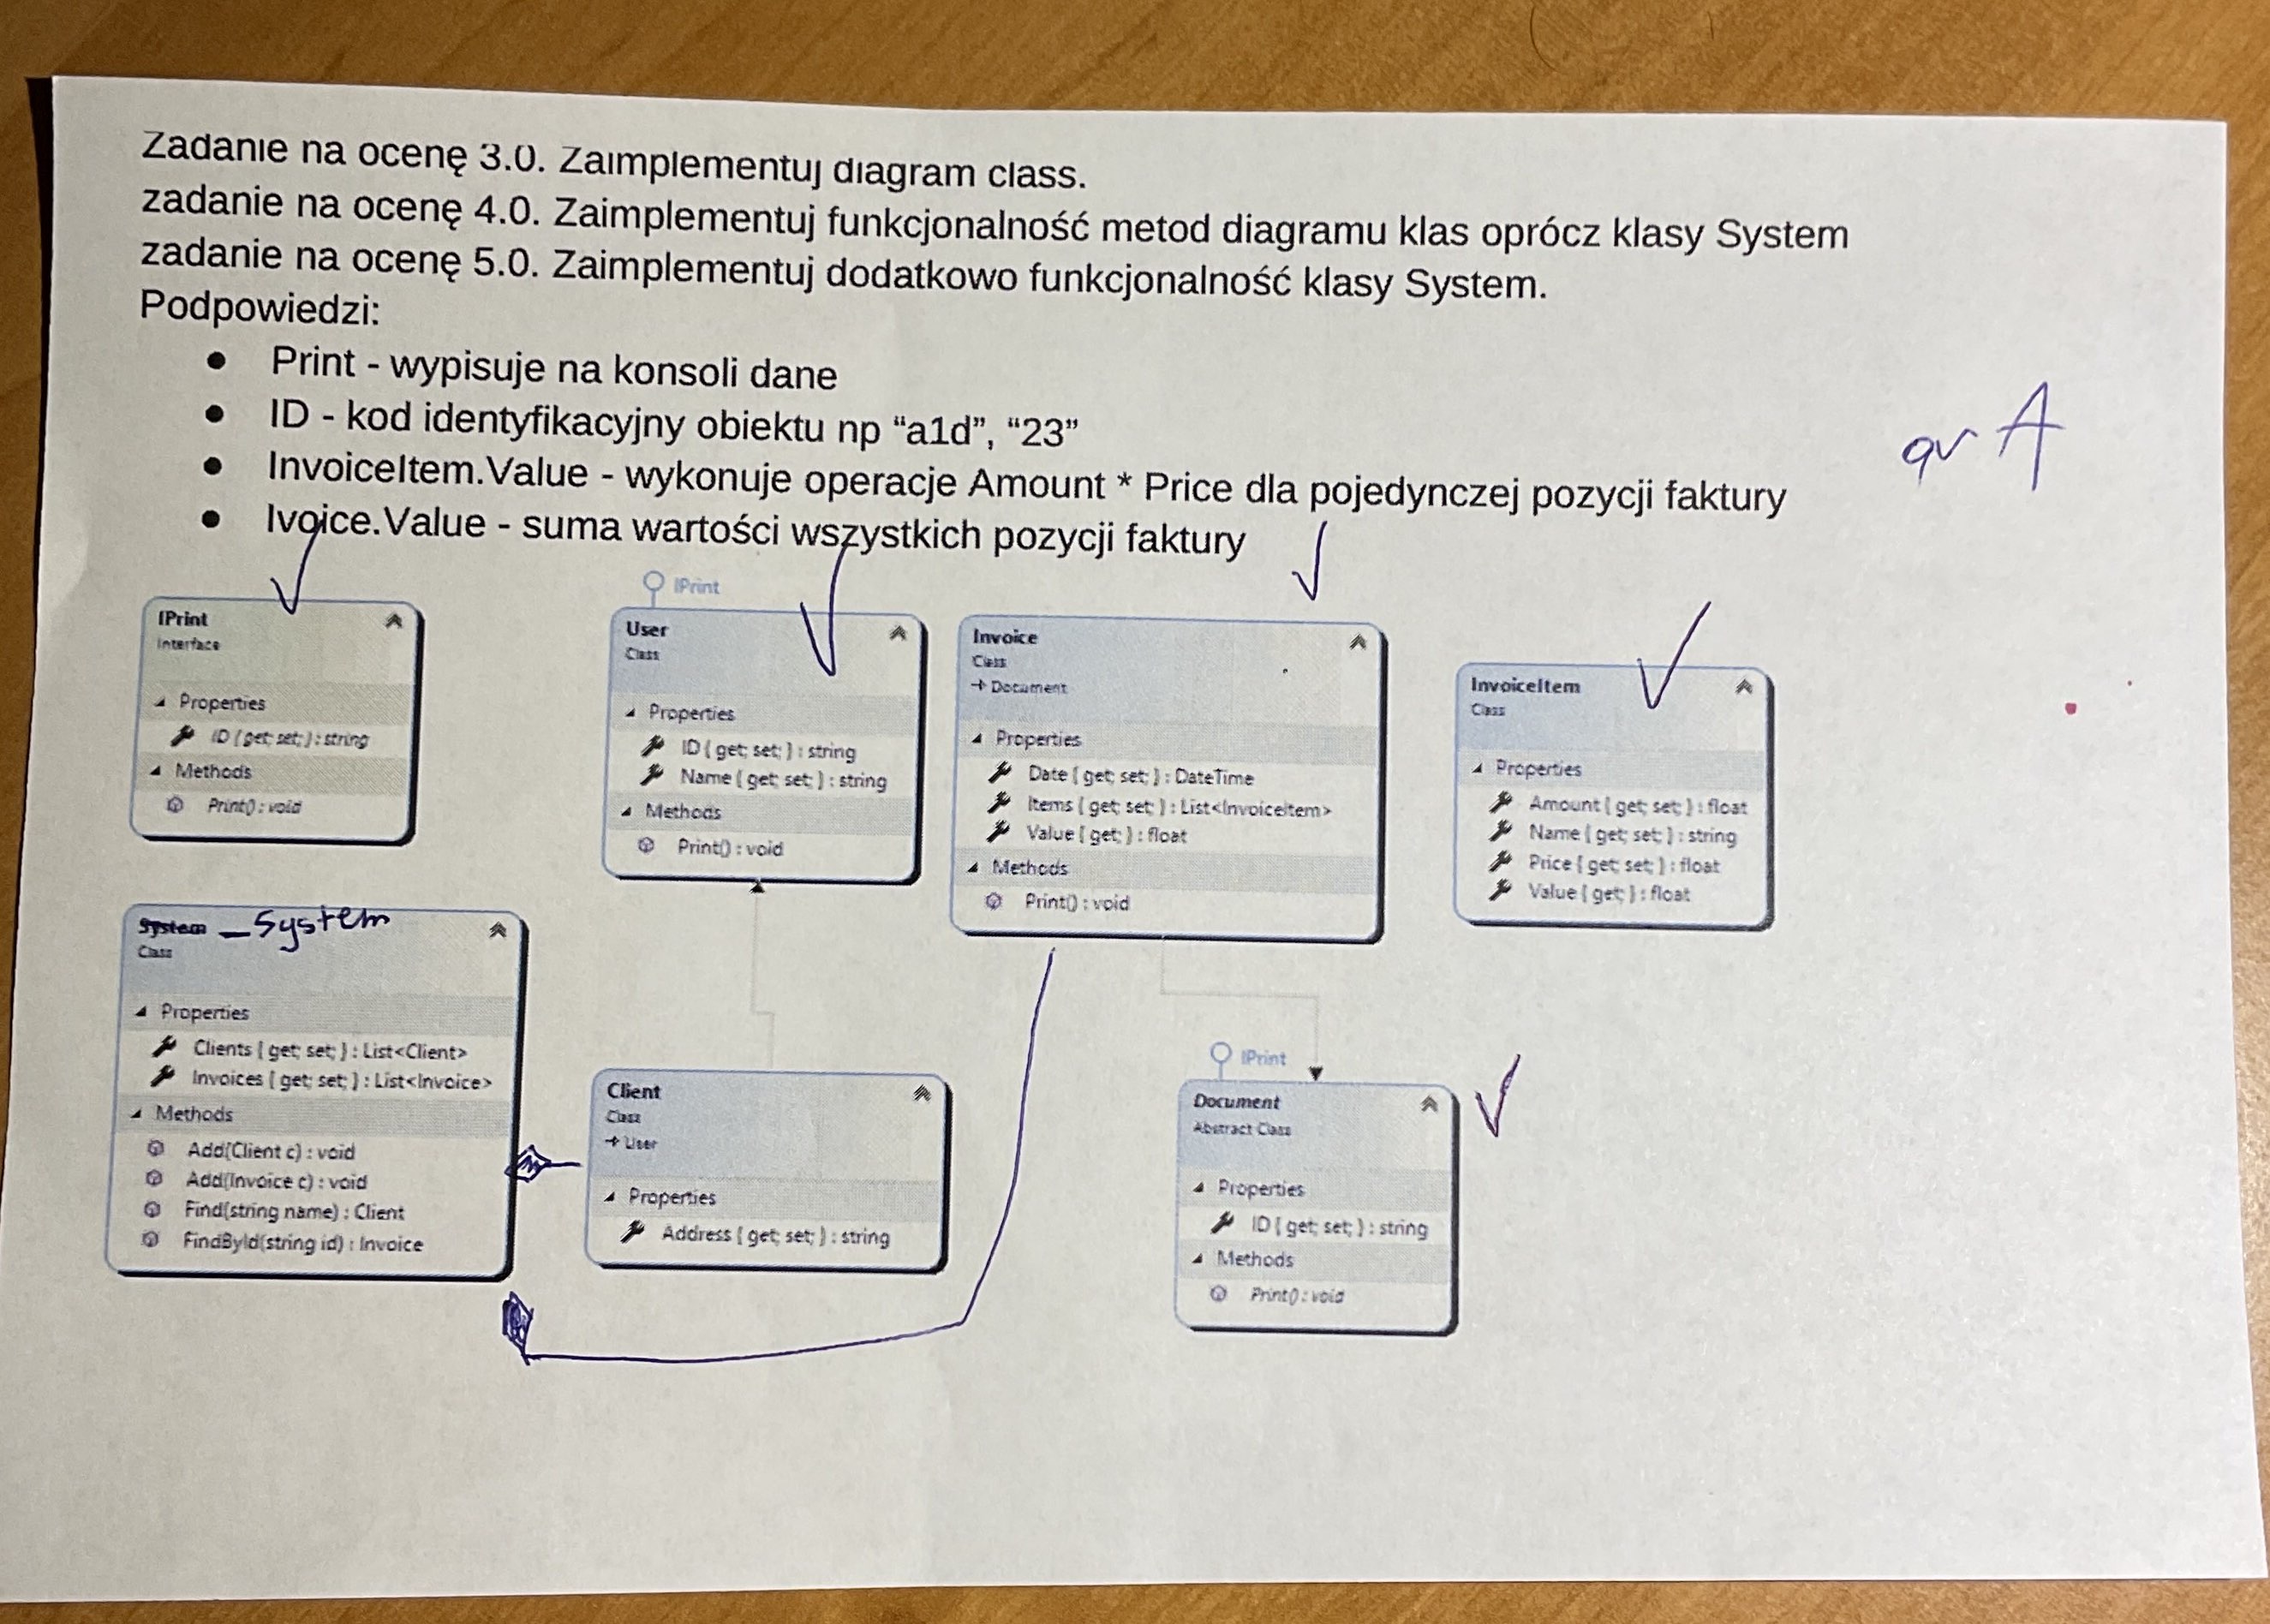 Zadanie na ocenę 3.0. Zaimplementuj diagram class.
zadanie na ocenę 4.0. Zaimplementuj funkcjonalność metod diagramu klas oprócz klasy System
zadanie na ocenę 5.0. Zaimplementuj dodatkowo funkcjonalność klasy System.
Podpowiedzi:
● Print - wypisuje na konsoli dane
● ID - kod identyfikacyjny obiektu np “a1d”, “23”
● InvoiceItem.Value - wykonuje operacje Amount * Price dla pojedynczej pozycji faktury
● Ivoice.Value - suma wartości wszystkich pozycji faktury
gr A
IPrint
Interface
Properties
ID { get; set; } : string
Methods
Print() : void
IPrint
User
Class
Properties
ID { get; set; } : string
Name { get; set; } : string
Methods
Print() : void
Invoice
Class
Document
Properties
Date { get; set; } : DateTime
Items { get; set; } : List<InvoiceItem>
Value { get; } : float
Methods
Print() : void
InvoiceItem
Class
Properties
Amount { get; set; } : float
Name { get; set; } : string
Price { get; set; } : float
Value { get; } : float
System _System
Class
Properties
Clients { get; set; } : List<Client>
Invoices { get; set; } : List<Invoice>
Methods
Add(Client c) : void
Add(Invoice c) : void
Find(string name) : Client
FindById(string id) : Invoice
Client
Class
User
Properties
Address { get; set; } : string
IPrint
Document
Abstract Class
Properties
ID { get; set; } : string
Methods
Print() : void